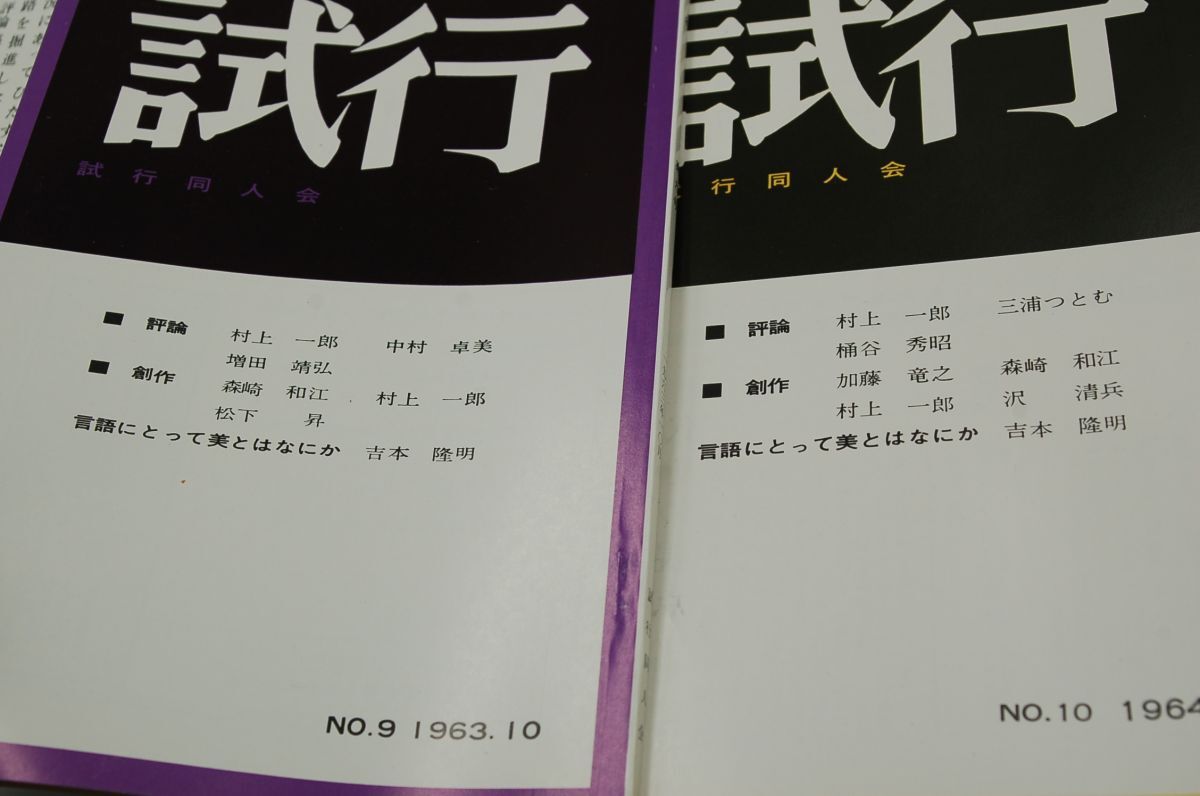 試行
試行同人会
■ 評論 村上 一郎 中村 卓美
増田 靖弘
■ 創作 森崎 和江 村上 一郎
松下 昇
言語にとって美とはなにか 吉本 隆明
NO.9 1963.10
試行
行同人会
■ 評論 村上 一郎 三浦つとむ
桶谷 秀昭
■ 創作 加藤 竜之 森崎 和江
村上 一郎 沢 清兵
言語にとって美とはなにか 吉本 隆明
NO.10 1964